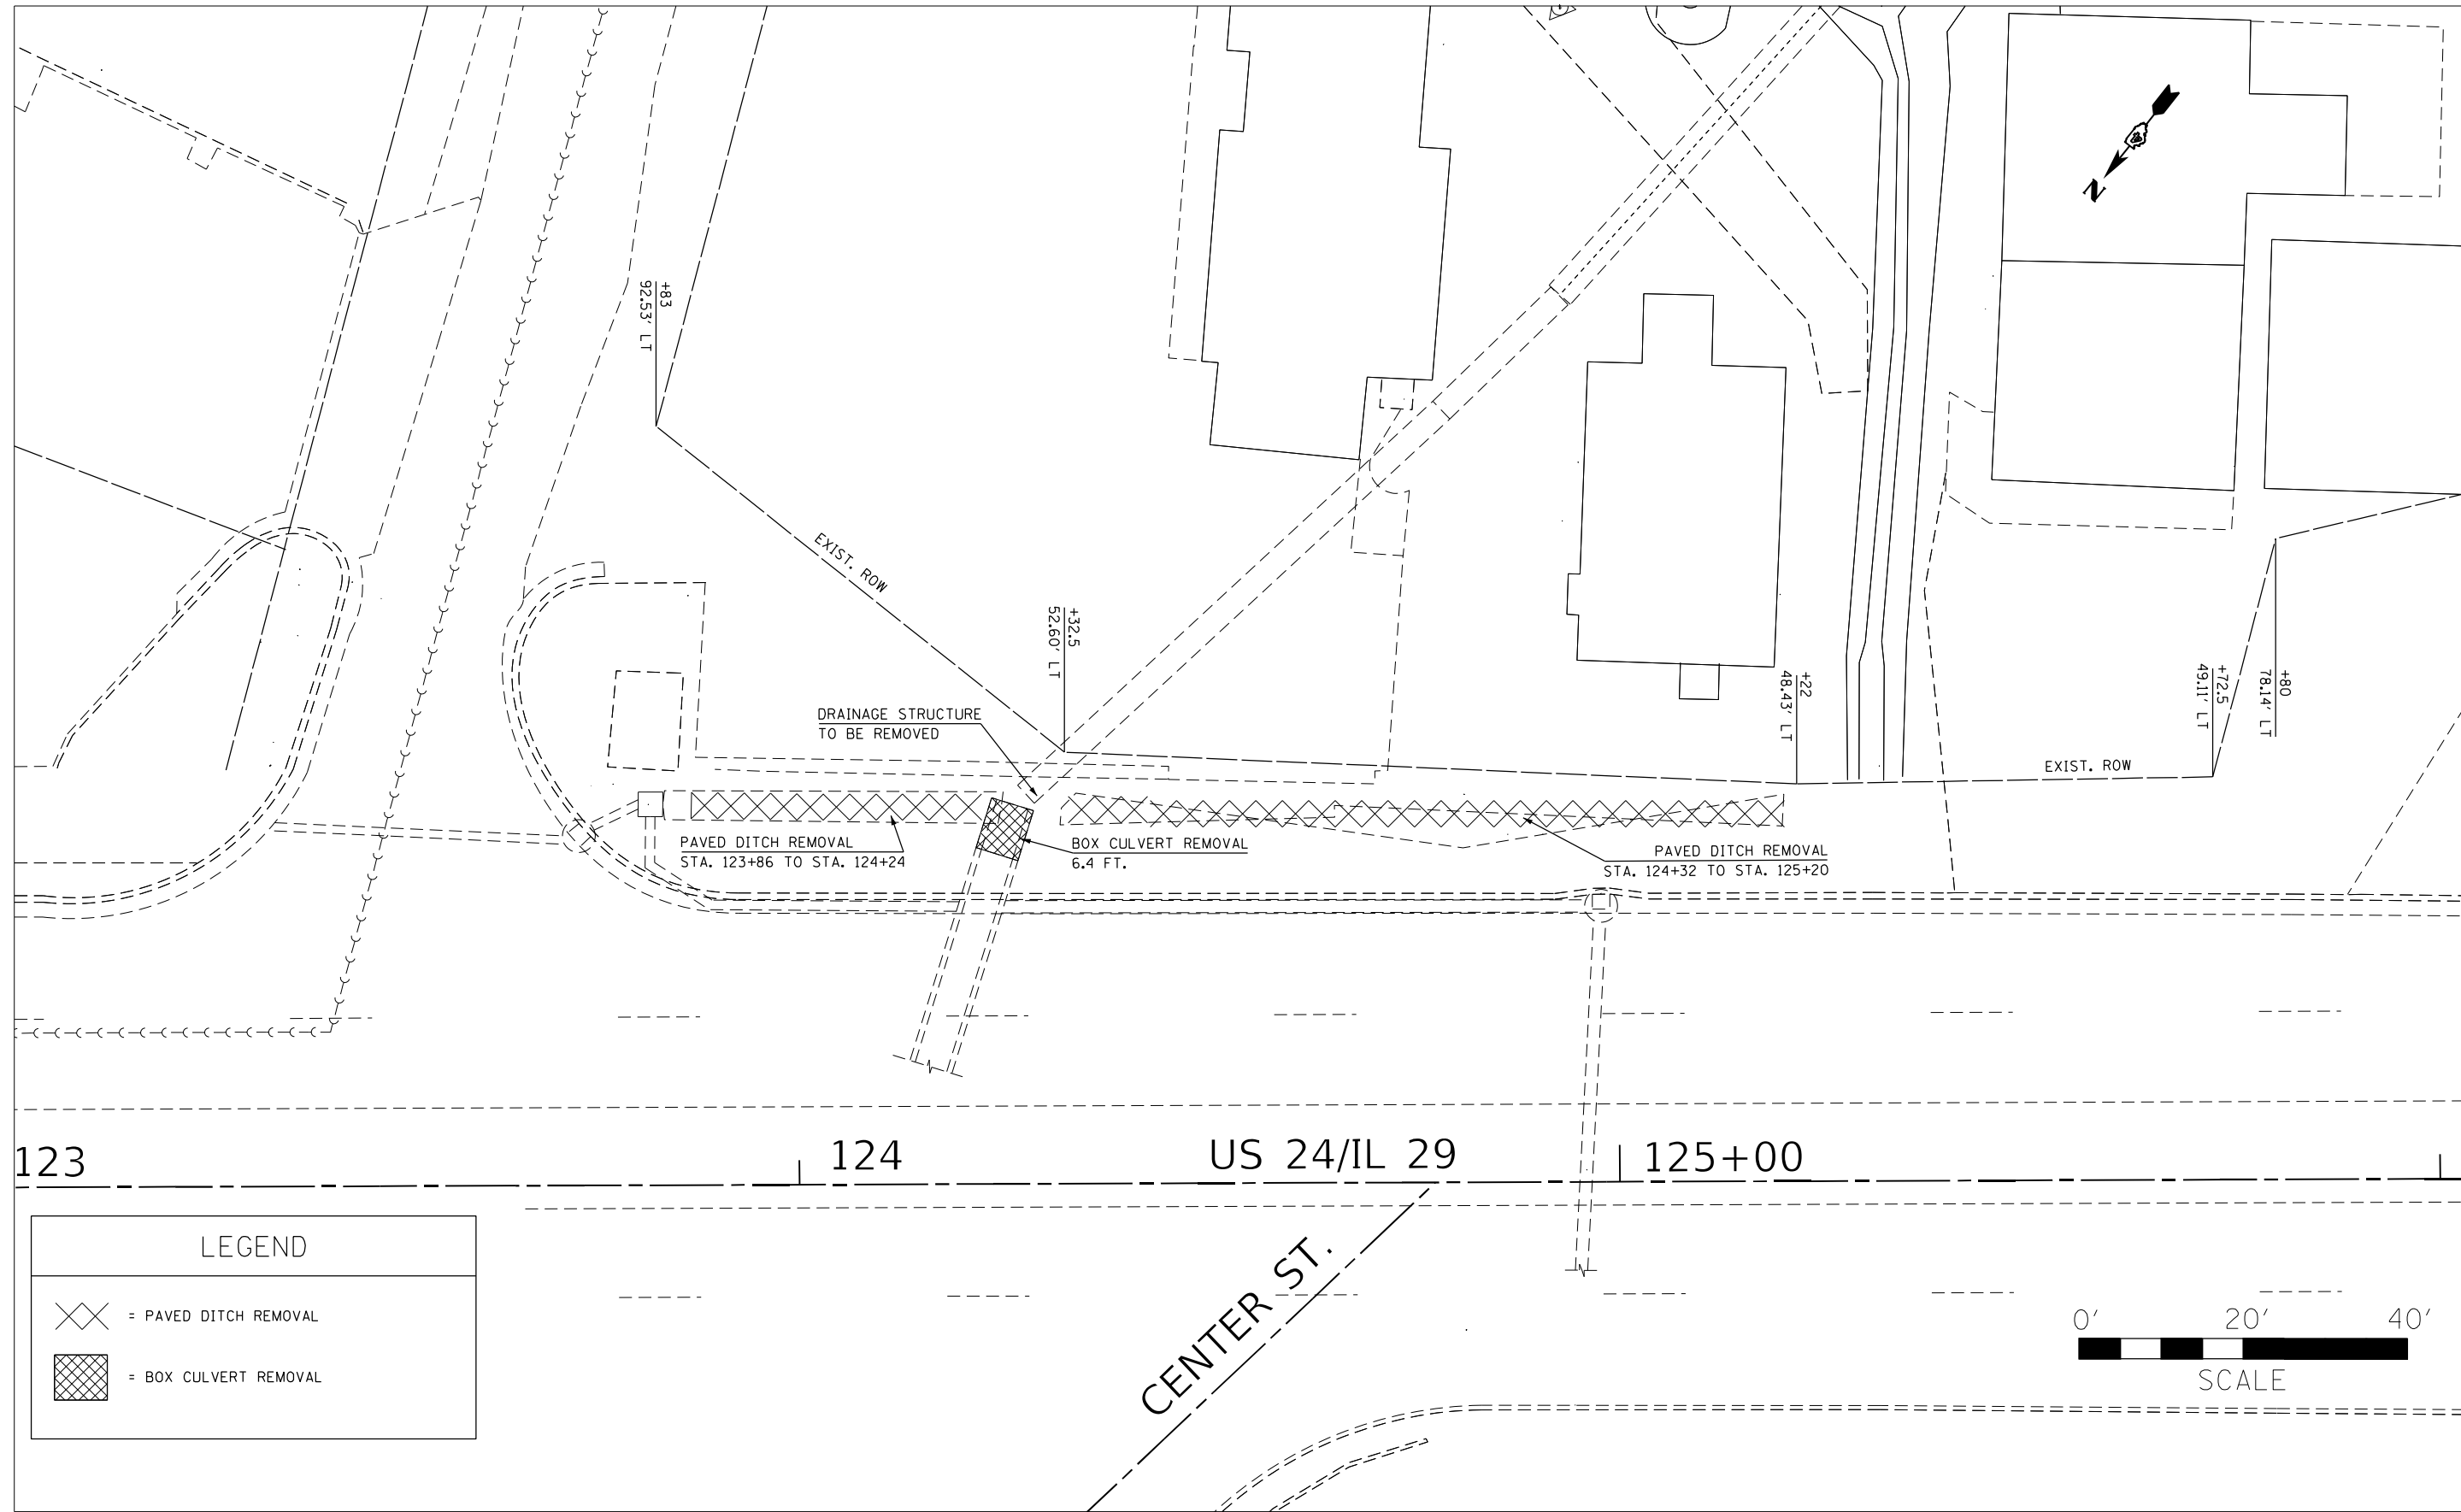 N
+83
92.53' LT
EXIST. ROW
+32.5
52.60' LT
+22
48.43' LT
+72.5
49.11' LT
+80
78.14' LT
DRAINAGE STRUCTURE
TO BE REMOVED
EXIST. ROW
PAVED DITCH REMOVAL
STA. 123+86 TO STA. 124+24
BOX CULVERT REMOVAL
6.4 FT.
PAVED DITCH REMOVAL
STA. 124+32 TO STA. 125+20
123
124
US 24/IL 29
125+00
CENTER ST.
LEGEND
= PAVED DITCH REMOVAL
= BOX CULVERT REMOVAL
0' 20' 40'
SCALE